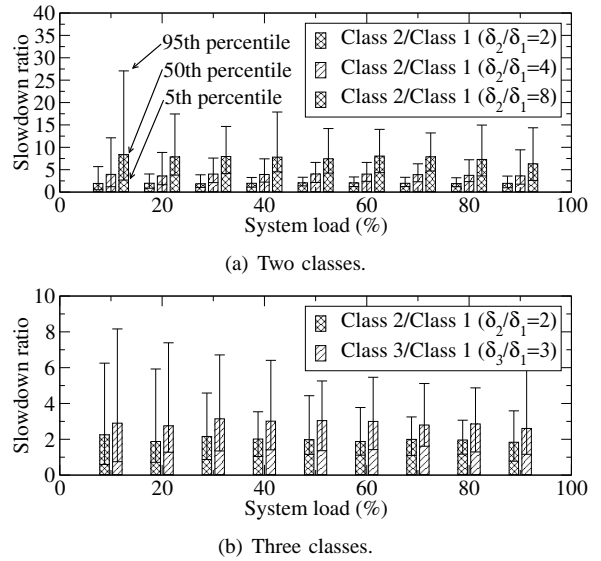 40
35
30
25
20
15
10
5
0
Slowdown ratio
95th percentile
50th percentile
5th percentile
Class 2/Class 1 (δ2/δ1=2)
Class 2/Class 1 (δ2/δ1=4)
Class 2/Class 1 (δ2/δ1=8)
0 20 40 60 80 100
System load (%)
(a) Two classes.
10
8
6
4
2
0
Slowdown ratio
Class 2/Class 1 (δ2/δ1=2)
Class 3/Class 1 (δ3/δ1=3)
0 20 40 60 80 100
System load (%)
(b) Three classes.